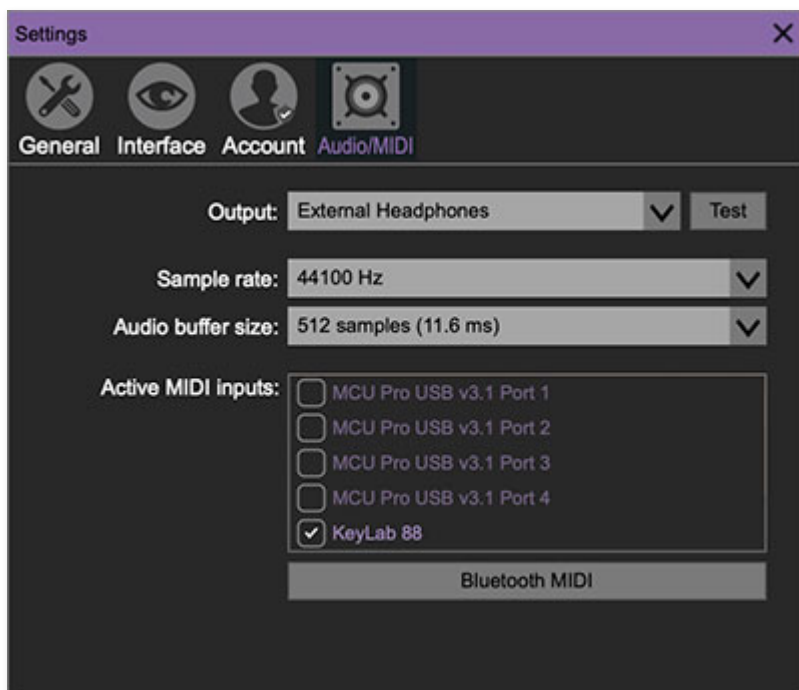 Settings
General Interface Account Audio/MIDI
Output: External Headphones Test
Sample rate: 44100 Hz
Audio buffer size: 512 samples (11.6 ms)
Active MIDI inputs: MCU Pro USB v3.1 Port 1
MCU Pro USB v3.1 Port 2
MCU Pro USB v3.1 Port 3
MCU Pro USB v3.1 Port 4
KeyLab 88
Bluetooth MIDI